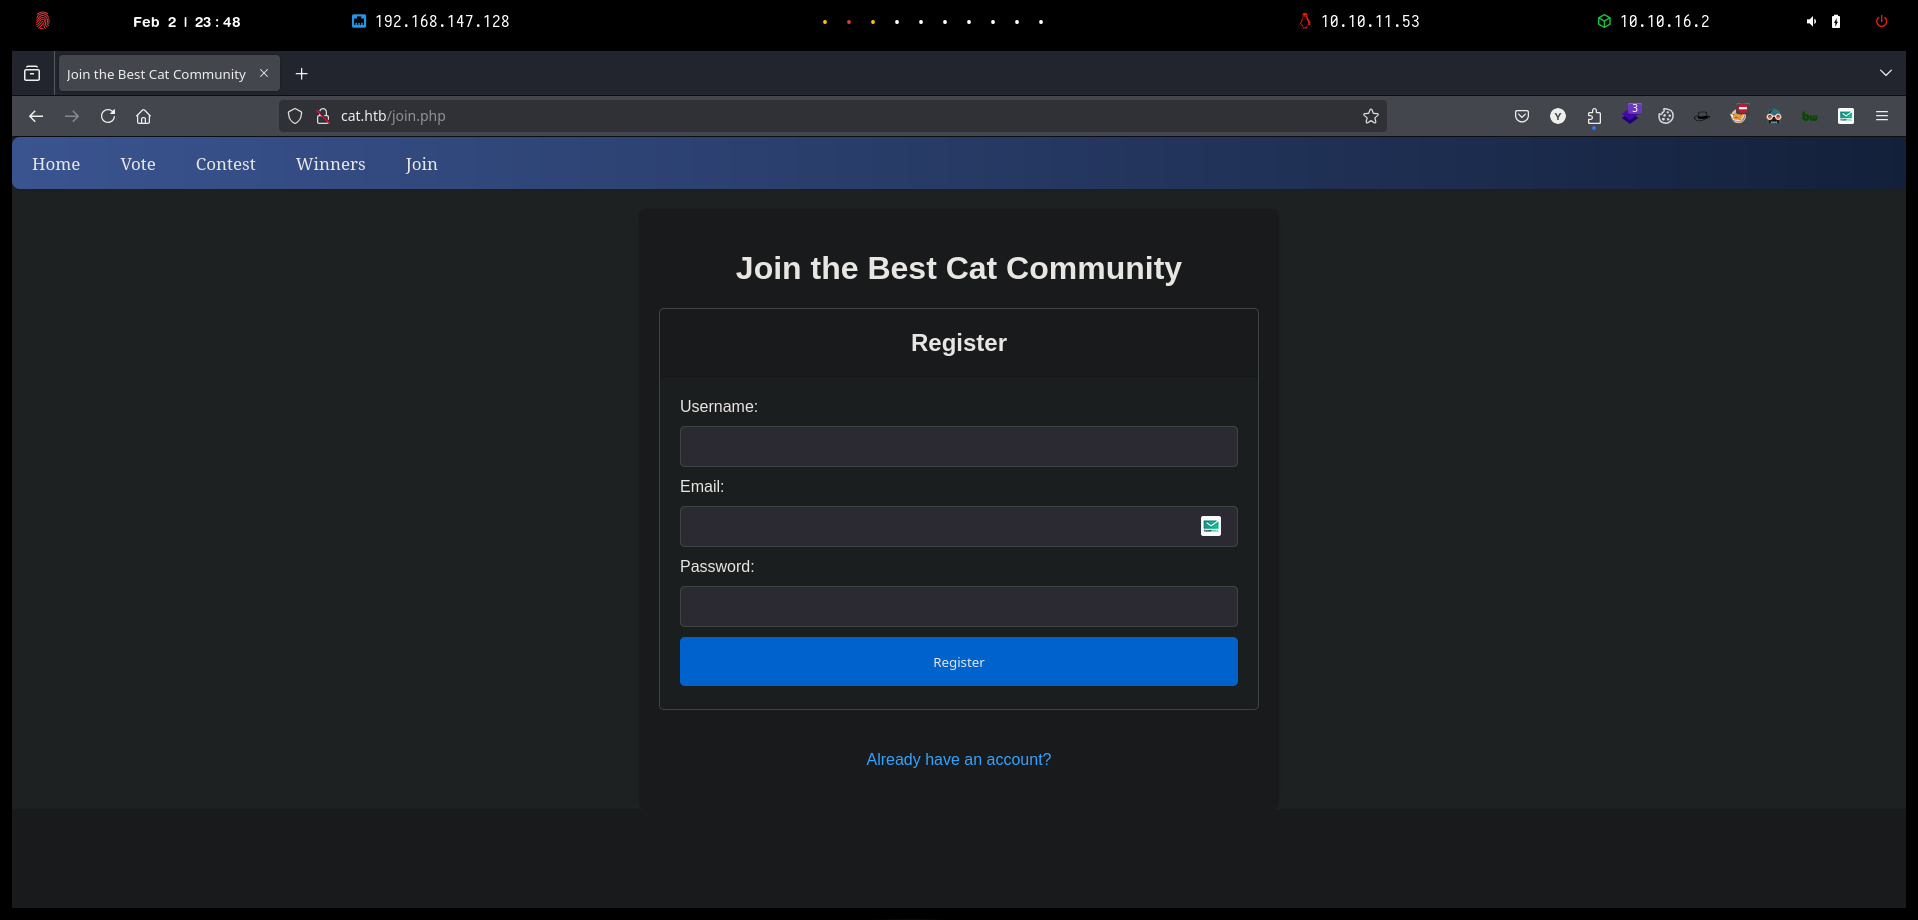 Feb 2 | 23:48 192.168.147.128 10.10.11.53 10.10.16.2
Join the Best Cat Community
cat.htb/join.php
Y 3 bw
Home Vote Contest Winners Join
Join the Best Cat Community
Register
Username:
Email:
Password:
Register
Already have an account?